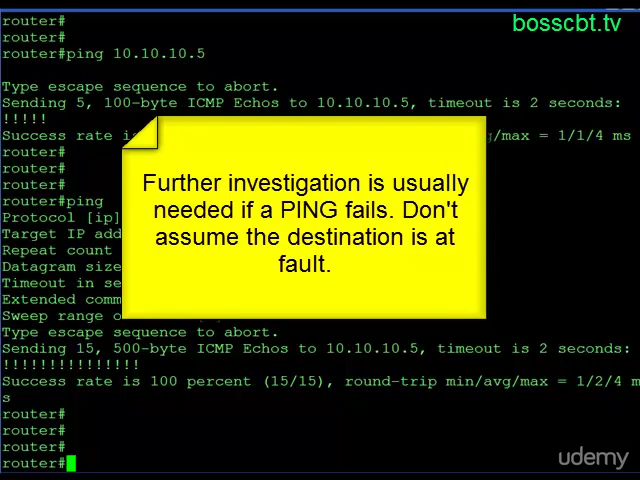 router#
bosscbt.tv
router#
router#ping 10.10.10.5
Type escape sequence to abort.
Sending 5, 100-byte ICMP Echos to 10.10.10.5, timeout is 2 seconds:
!!!!!
Success rate is
/max = 1/1/4 ms
router#
router#
router#
router#ping
Protocol [ip]
Target IP add
Repeat count
Datagram size
Timeout in se
Extended comm
Sweep range o
Further investigation is usually
needed if a PING fails. Don't
assume the destination is at
fault.
Type escape sequence to abort.
Sending 15, 500-byte ICMP Echos to 10.10.10.5, timeout is 2 seconds:
!!!!!!!!!!!!!!!
Success rate is 100 percent (15/15), round-trip min/avg/max = 1/2/4 m
s
router#
router#
router#
router#
udemy